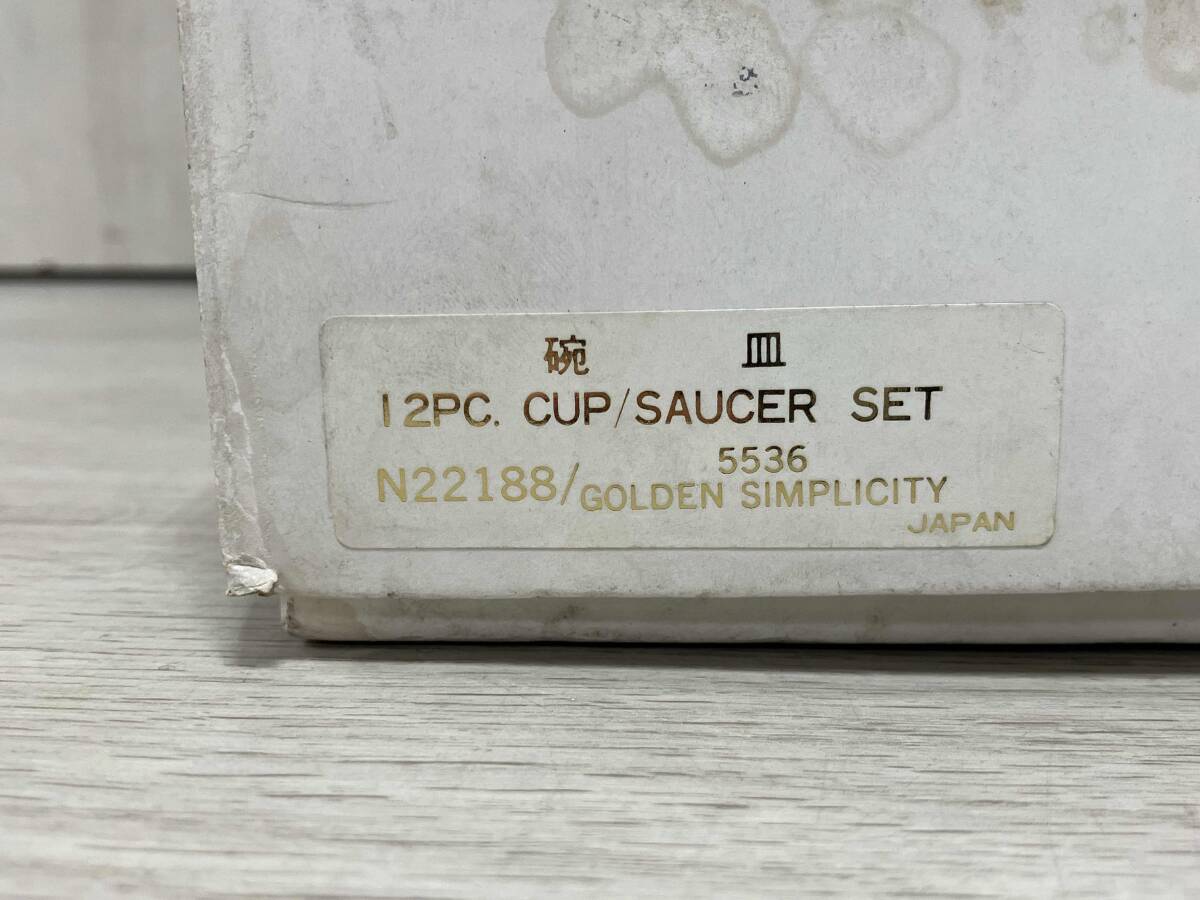 碗 皿
12PC. CUP/SAUCER SET
5536
N22188/GOLDEN SIMPLICITY
JAPAN